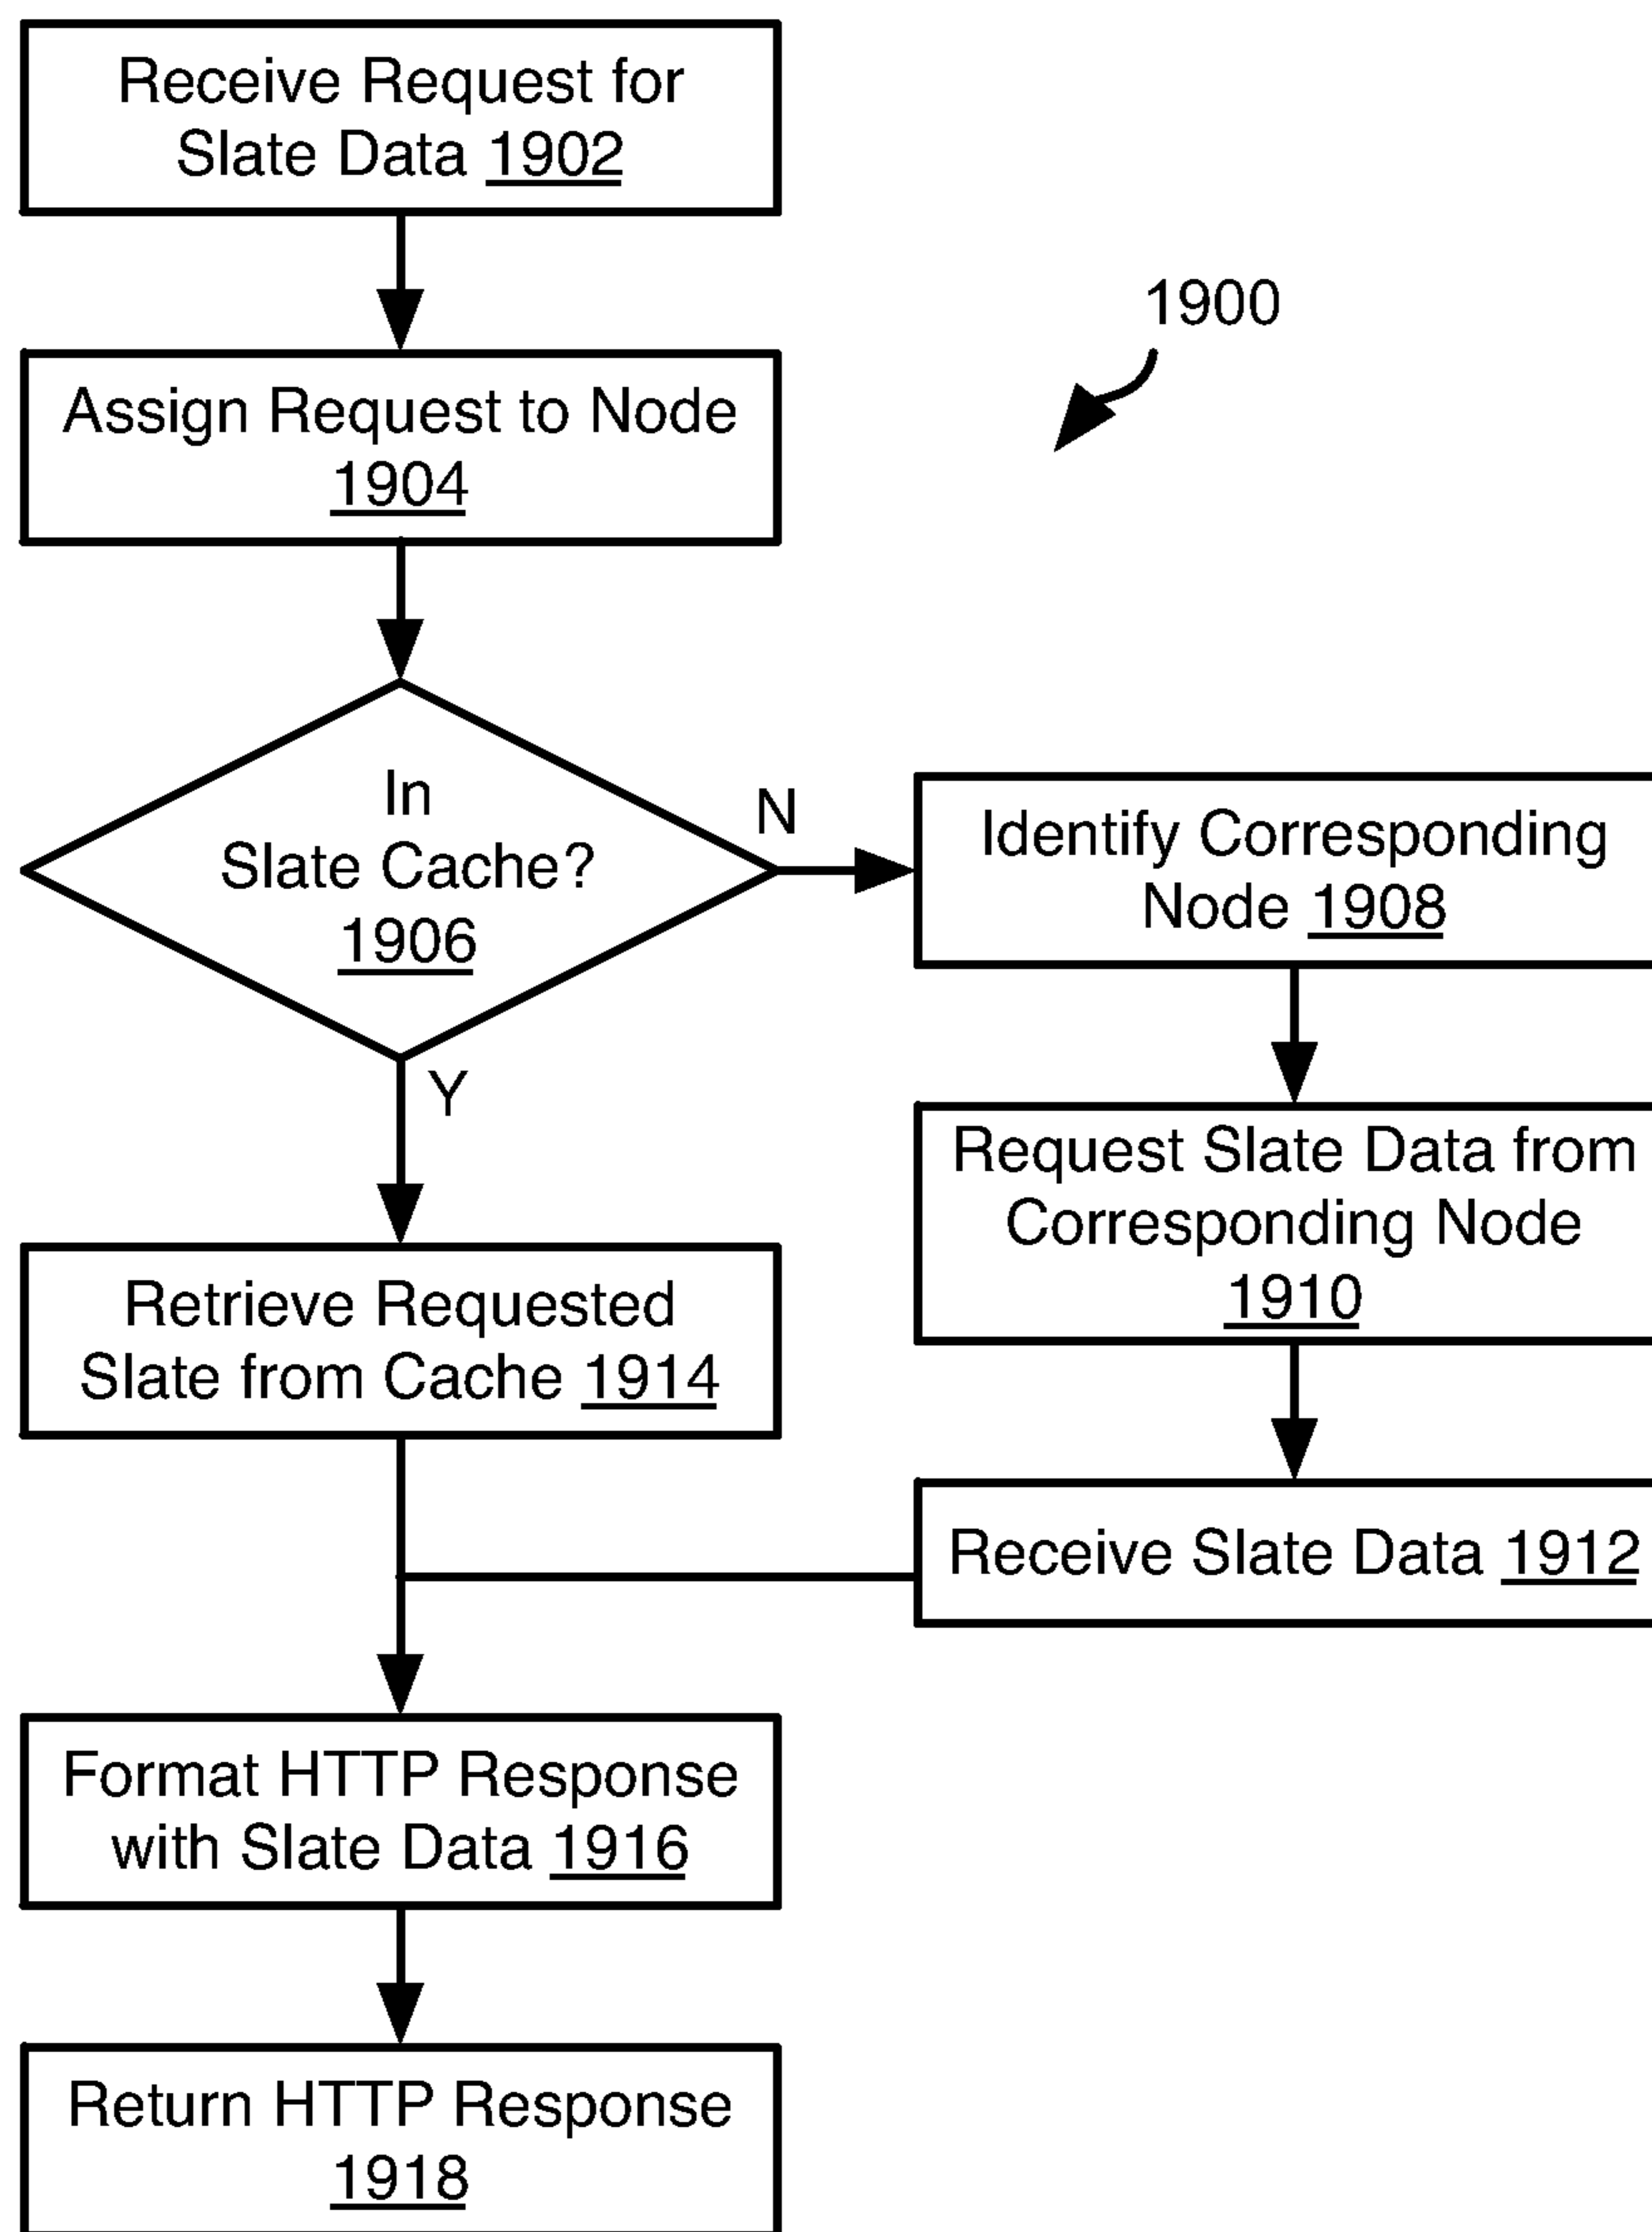 Receive Request for
Slate Data 1902
1900
Assign Request to Node
1904
In
Slate Cache?
1906
N
Y
Identify Corresponding
Node 1908
Request Slate Data from
Corresponding Node
1910
Retrieve Requested
Slate from Cache 1914
Receive Slate Data 1912
Format HTTP Response
with Slate Data 1916
Return HTTP Response
1918